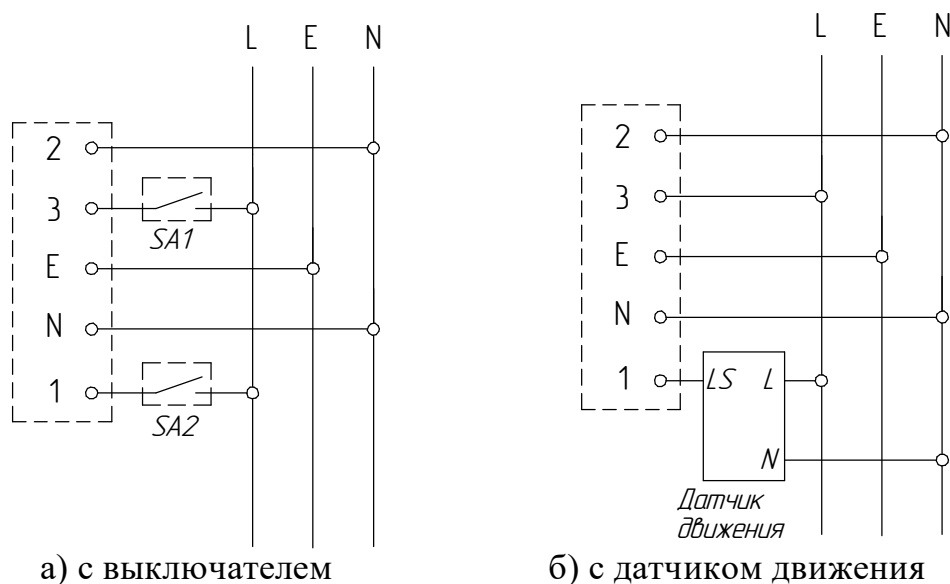 L E N
2
3
SA1
E
N
1
SA2
а) с выключателем
L E N
2
3
E
N
1 LS L
N
Датчик
движения
б) с датчиком движения